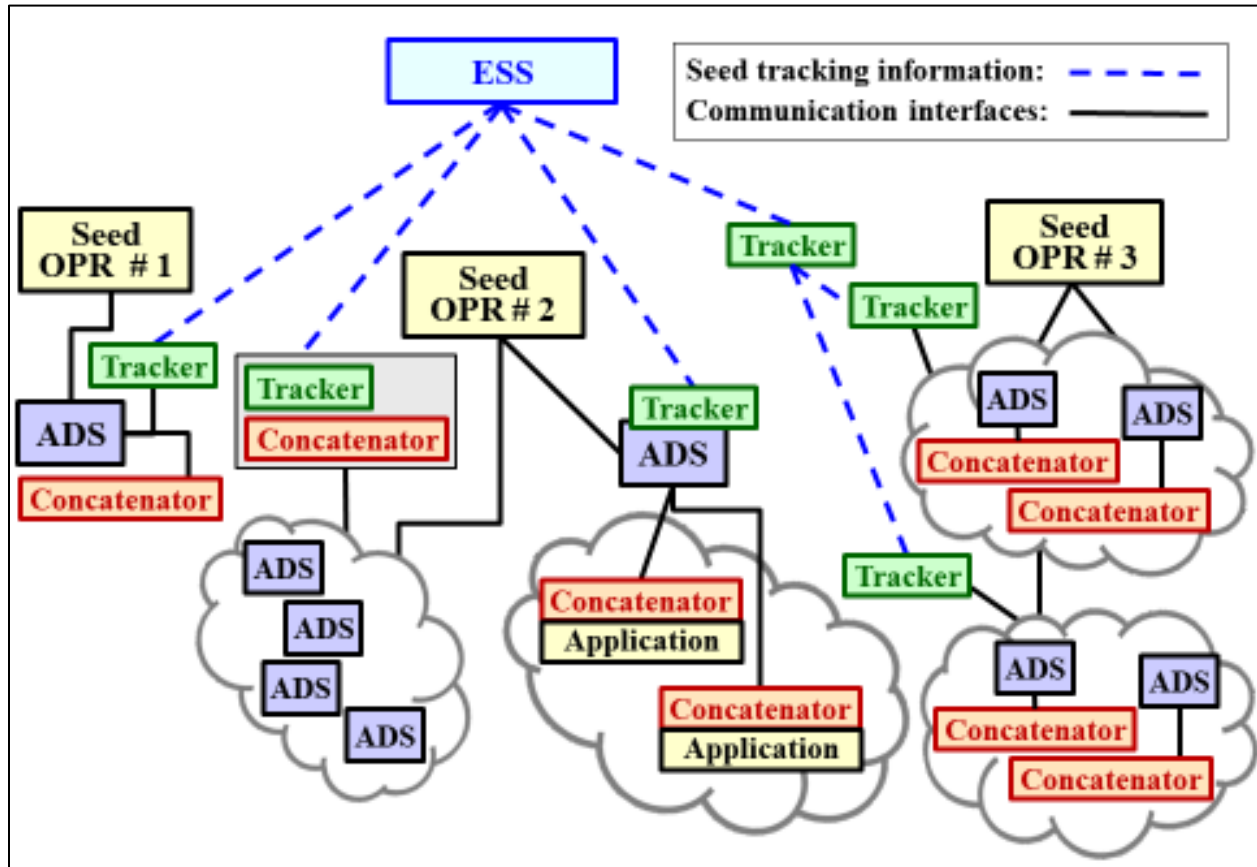 ESS
Seed tracking information:
Communication interfaces:
Seed
OPR # 1
Tracker
ADS
Concatenator
Tracker
Concatenator
ADS
ADS
ADS
ADS
Seed
OPR # 2
Tracker
ADS
Concatenator
Application
Concatenator
Application
Tracker
Tracker
Seed
OPR # 3
ADS
ADS
Concatenator
Concatenator
Tracker
ADS
ADS
Concatenator
Concatenator